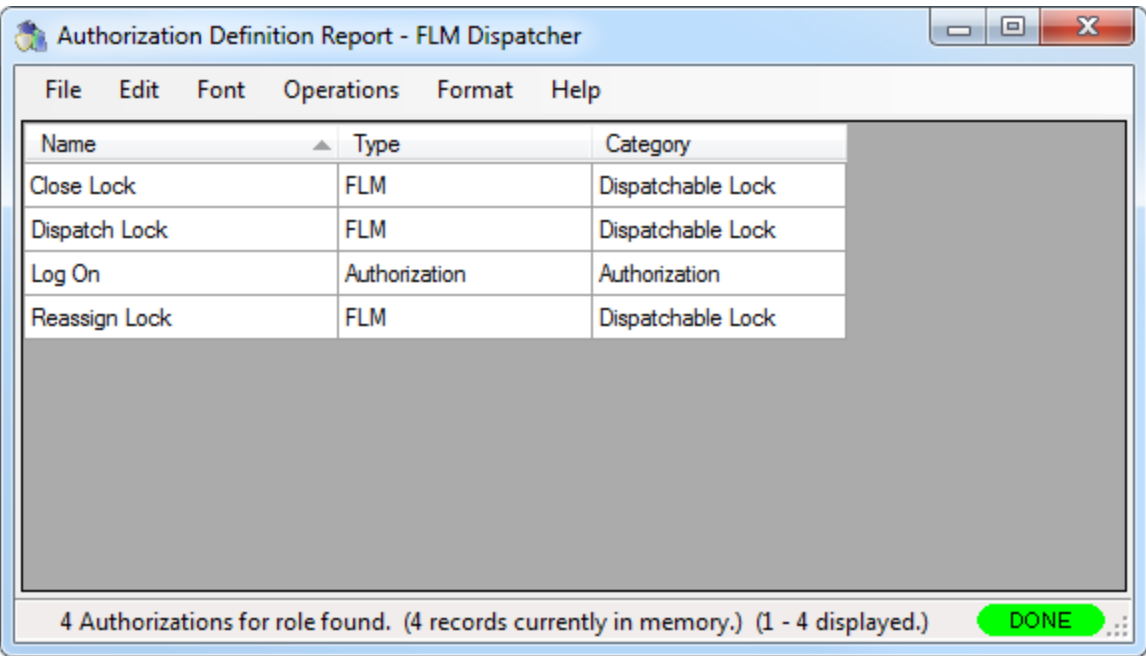 Authorization Definition Report - FLM Dispatcher
File Edit Font Operations Format Help
Name Type Category
Close Lock FLM Dispatchable Lock
Dispatch Lock FLM Dispatchable Lock
Log On Authorization Authorization
Reassign Lock FLM Dispatchable Lock
4 Authorizations for role found. (4 records currently in memory.) (1 - 4 displayed.) DONE